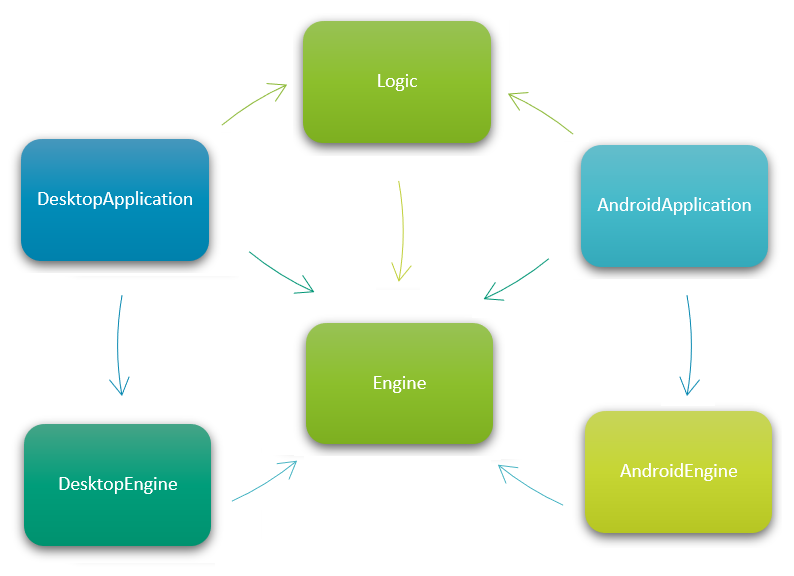 Logic
DesktopApplication
AndroidApplication
Engine
DesktopEngine
AndroidEngine